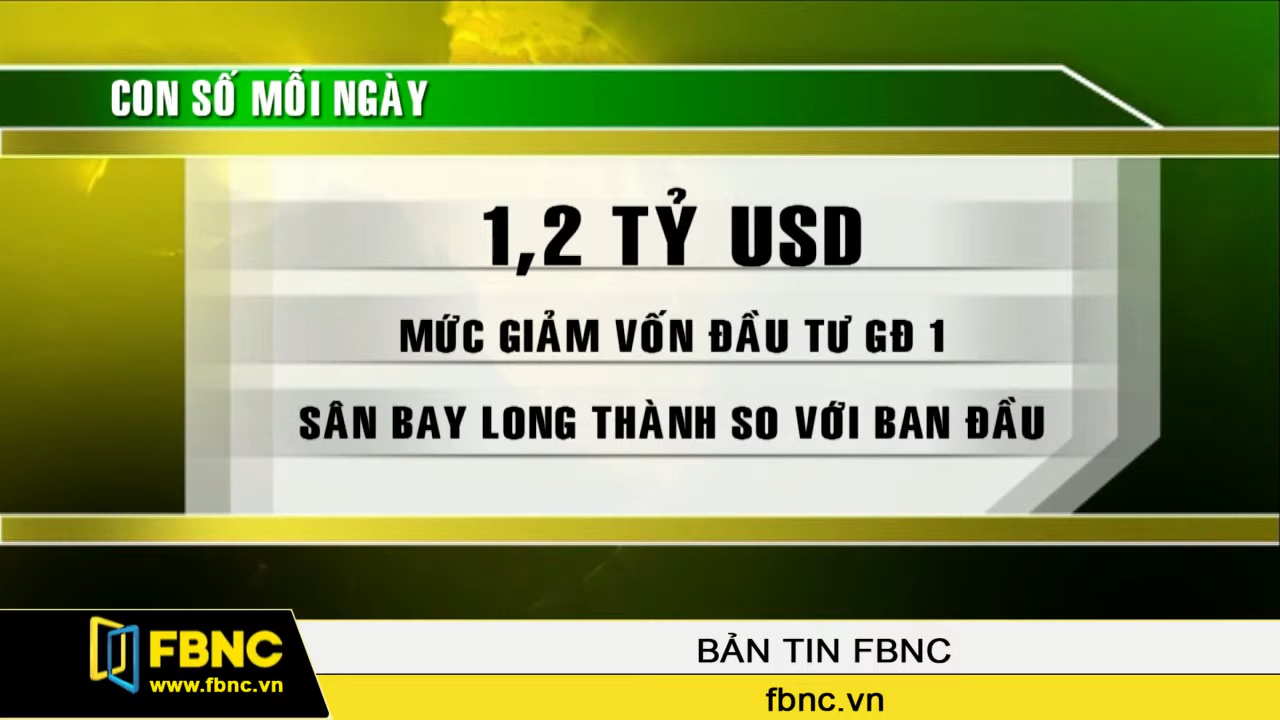 CON SỐ MỖI NGÀY
1,2 TỶ USD
MỨC GIẢM VỐN ĐẦU TƯ GĐ 1
SÂN BAY LONG THÀNH SO VỚI BAN ĐẦU
FBNC
www.fbnc.vn
BẢN TIN FBNC
fbnc.vn